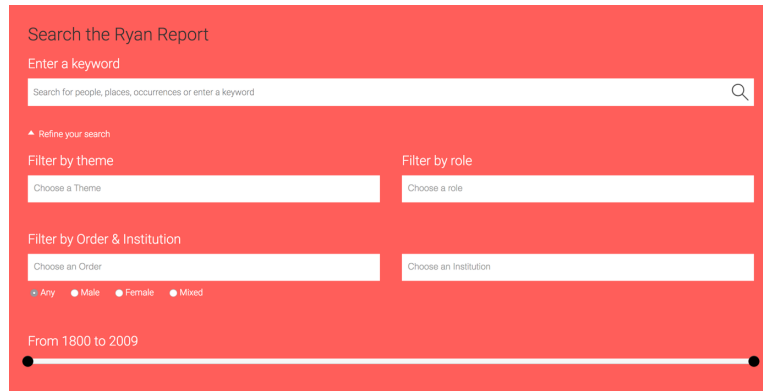 Search the Ryan Report
Enter a keyword
Search for people, places, occurrences or enter a keyword
Refine your search
Filter by theme
Filter by role
Choose a Theme
Choose a role
Filter by Order & Institution
Choose an Order
Choose an Institution
Any Male Female Mixed
From 1800 to 2009